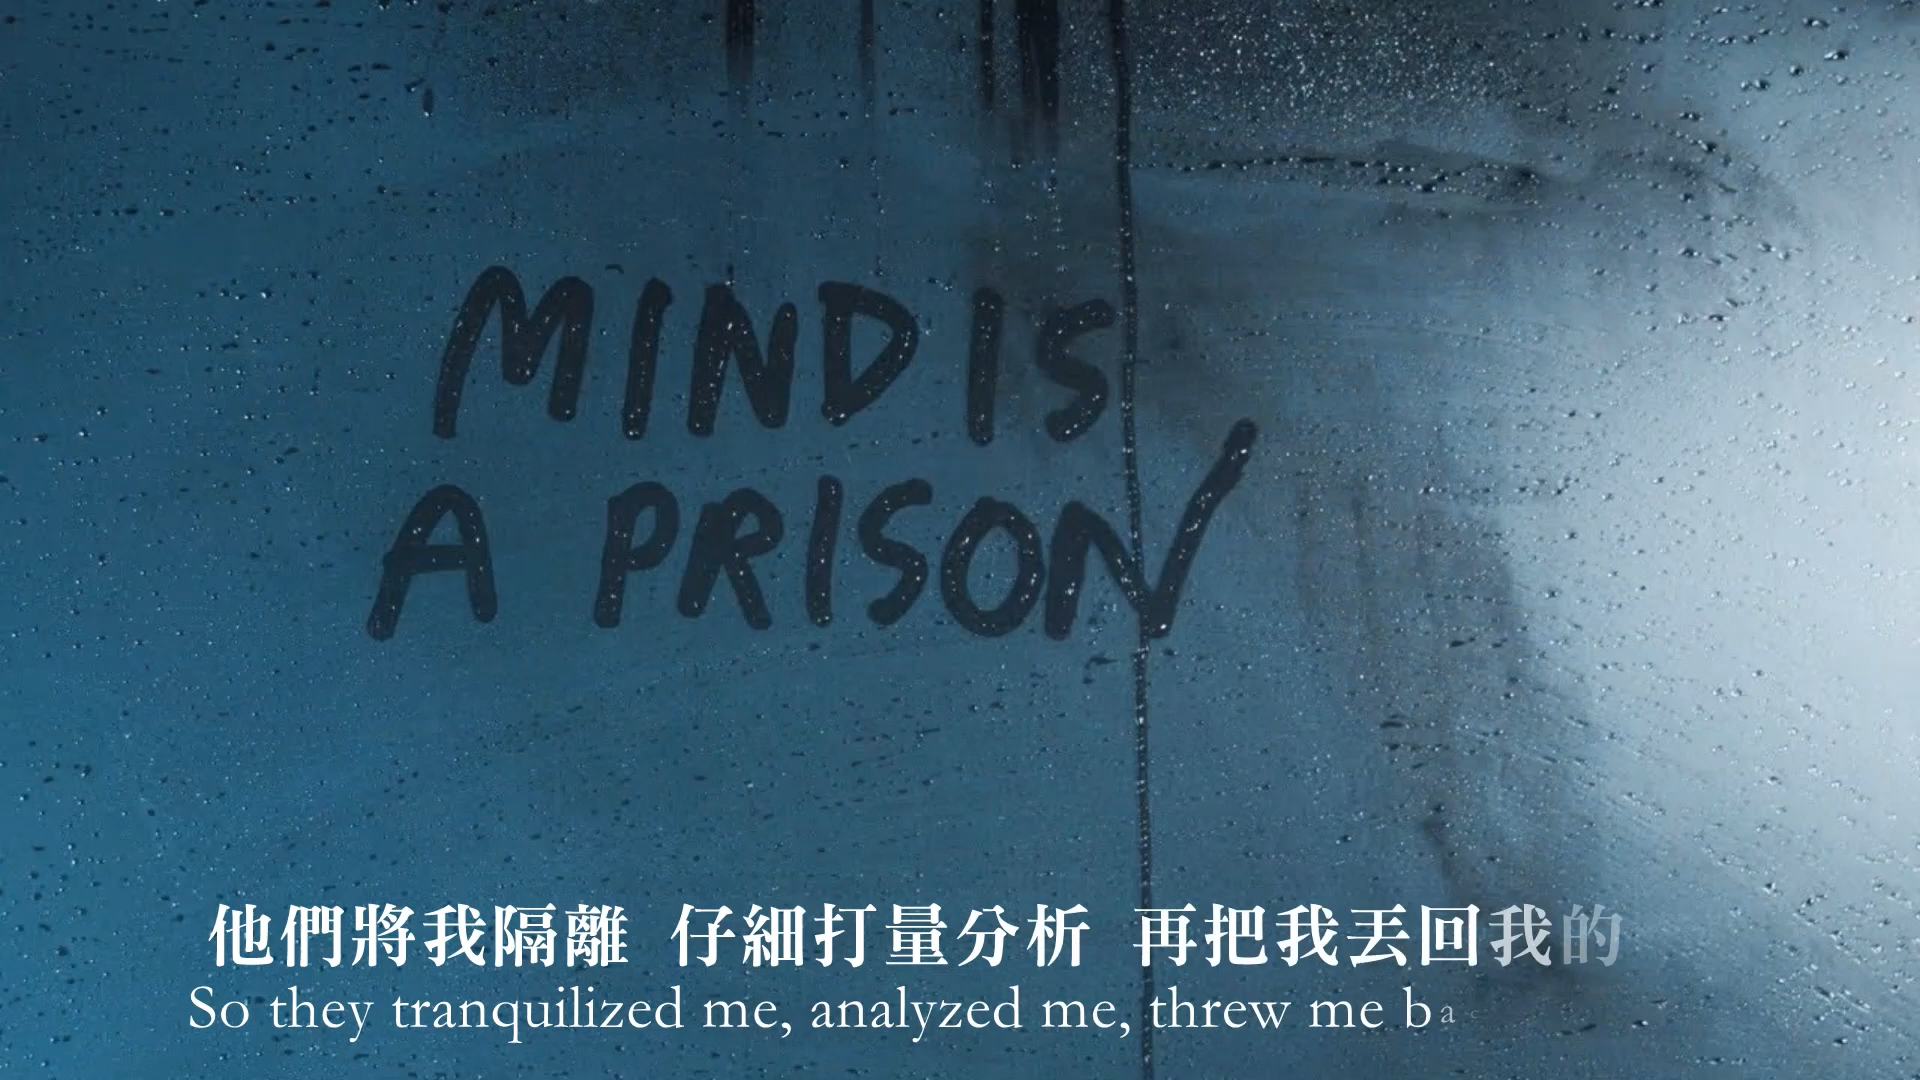 MIND IS
A PRISON
他們將我隔離 仔細打量分析 再把我丟回我的
So they tranquilized me, analyzed me, threw me ba